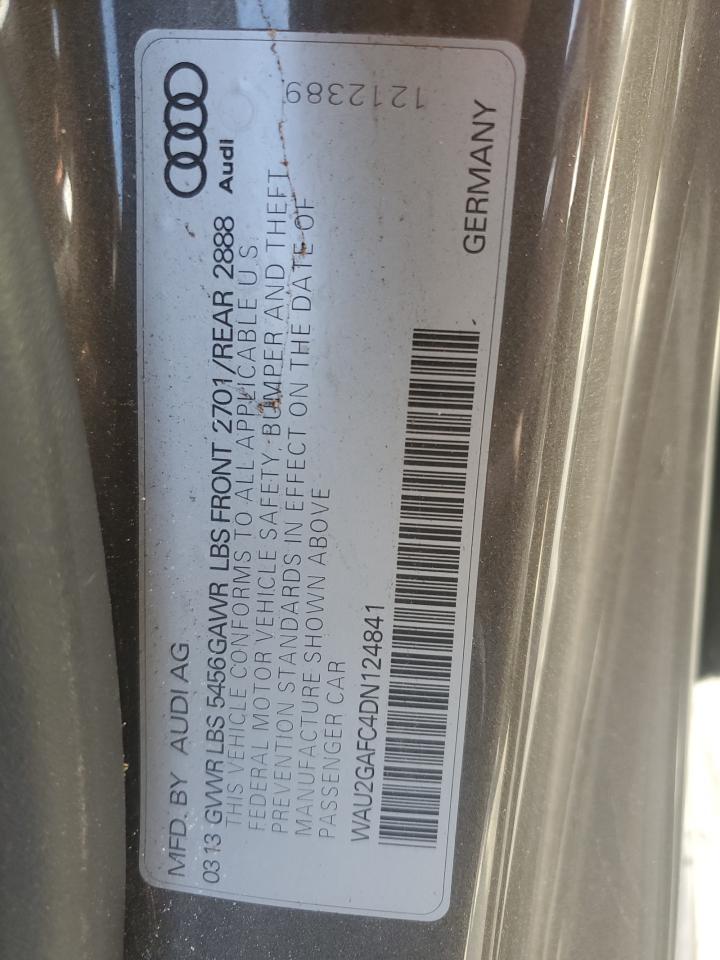 MFD. BY AUDI AG
Audi
03 13 GVWR LBS 5456 GAWR LBS FRONT 2701/REAR 2888
THIS VEHICLE CONFORMS TO ALL APPLICABLE U.S.
FEDERAL MOTOR VEHICLE SAFETY, BUMPER AND THEFT
PREVENTION STANDARDS IN EFFECT ON THE DATE OF
MANUFACTURE SHOWN ABOVE
PASSENGER CAR
WAU2GAFC4DN124841
GERMANY
1212389